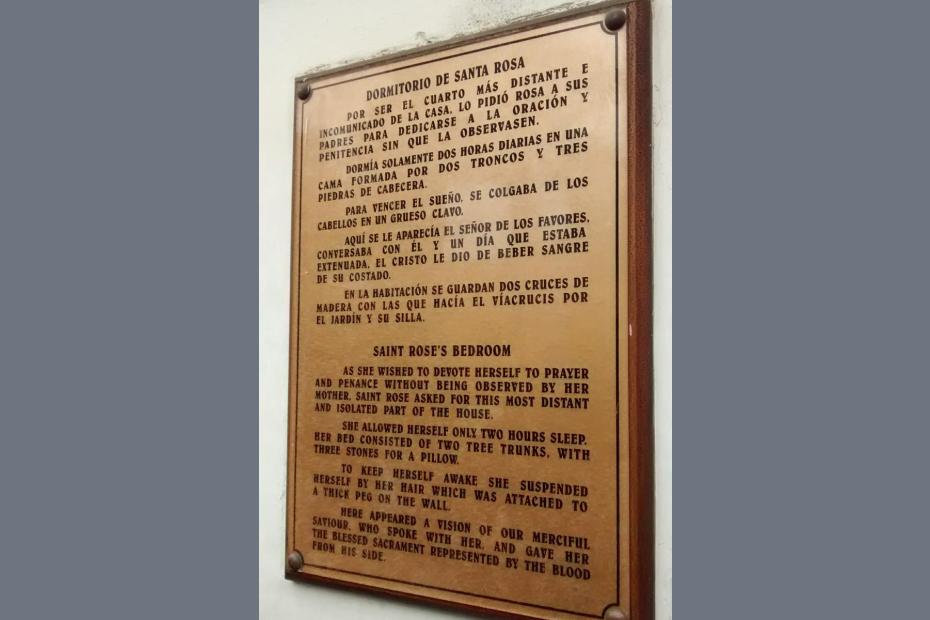 DORMITORIO DE SANTA ROSA
POR SER EL CUARTO MÁS DISTANTE E
INCOMUNICADO DE LA CASA, LO PIDIÓ ROSA A SUS
PADRES PARA DEDICARSE A LA ORACIÓN Y
PENITENCIA SIN QUE LA OBSERVASEN.
DORMÍA SOLAMENTE DOS HORAS DIARIAS EN UNA
CAMA FORMADA POR DOS TRONCOS Y TRES
PIEDRAS DE CABECERA.
PARA VENCER EL SUEÑO, SE COLGABA DE LOS
CABELLOS EN UN GRUESO CLAVO.
AQUÍ SE LE APARECÍA EL SEÑOR DE LOS FAVORES,
CONVERSABA CON ÉL Y UN DÍA QUE ESTABA
EXTENUADA, EL CRISTO LE DIO DE BEBER SANGRE
DE SU COSTADO.
EN LA HABITACIÓN SE GUARDAN DOS CRUCES DE
MADERA CON LAS QUE HACÍA EL VÍACRUCIS POR
EL JARDÍN Y SU SILLA.
SAINT ROSE'S BEDROOM
AS SHE WISHED TO DEVOTE HERSELF TO PRAYER
AND PENANCE WITHOUT BEING OBSERVED BY HER
MOTHER, SAINT ROSE ASKED FOR THIS MOST DISTANT
AND ISOLATED PART OF THE HOUSE.
SHE ALLOWED HERSELF ONLY TWO HOURS SLEEP.
HER BED CONSISTED OF TWO TREE TRUNKS, WITH
THREE STONES FOR A PILLOW.
TO KEEP HERSELF AWAKE SHE SUSPENDED
HERSELF BY HER HAIR WHICH WAS ATTACHED TO
A THICK PEG ON THE WALL.
HERE APPEARED A VISION OF OUR MERCIFUL
SAVIOUR, WHO SPOKE WITH HER, AND GAVE HER
THE BLESSED SACRAMENT REPRESENTED BY THE BLOOD
FROM HIS SIDE.